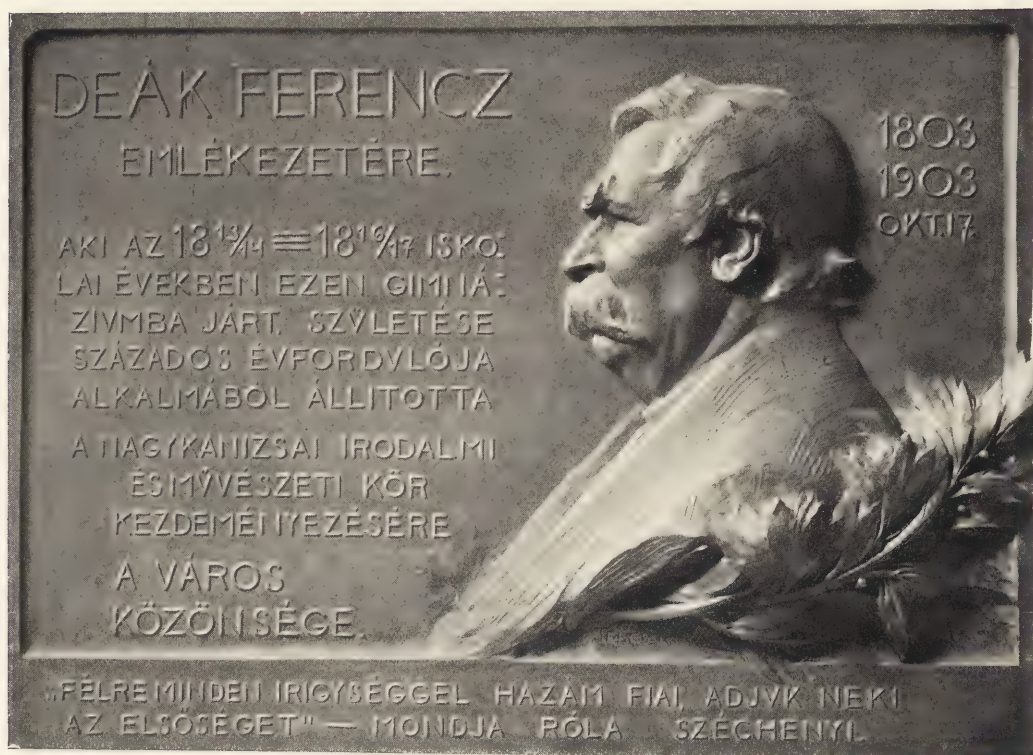 DEÁK FERENCZ
EMLÉKEZETÉRE.
1803
1903
OKT.17.
AKI AZ 18 13/14 = 18 16/17 ISKO:
LAI ÉVEKBEN EZEN GIMNÁ:
ZIVMBA JÁRT, SZVLETÉSE
SZÁZADOS ÉVFORDVLÓJA
ALKALMÁBÓL ÁLLITOTTA
A NAGYKANIZSAI IRODALMI
ÉS MŰVÉSZETI KÖR
KEZDEMÉNYEZÉSÉRE
A VÁROS
KÖZÖNSÉGE.
„FÉLRE MINDEN IRIGYSÉGGEL HAZÁM FIAI, ADJVK NEKI
AZ ELSŐSÉGET" — MONDJA RÓLA SZÉCHENYI.